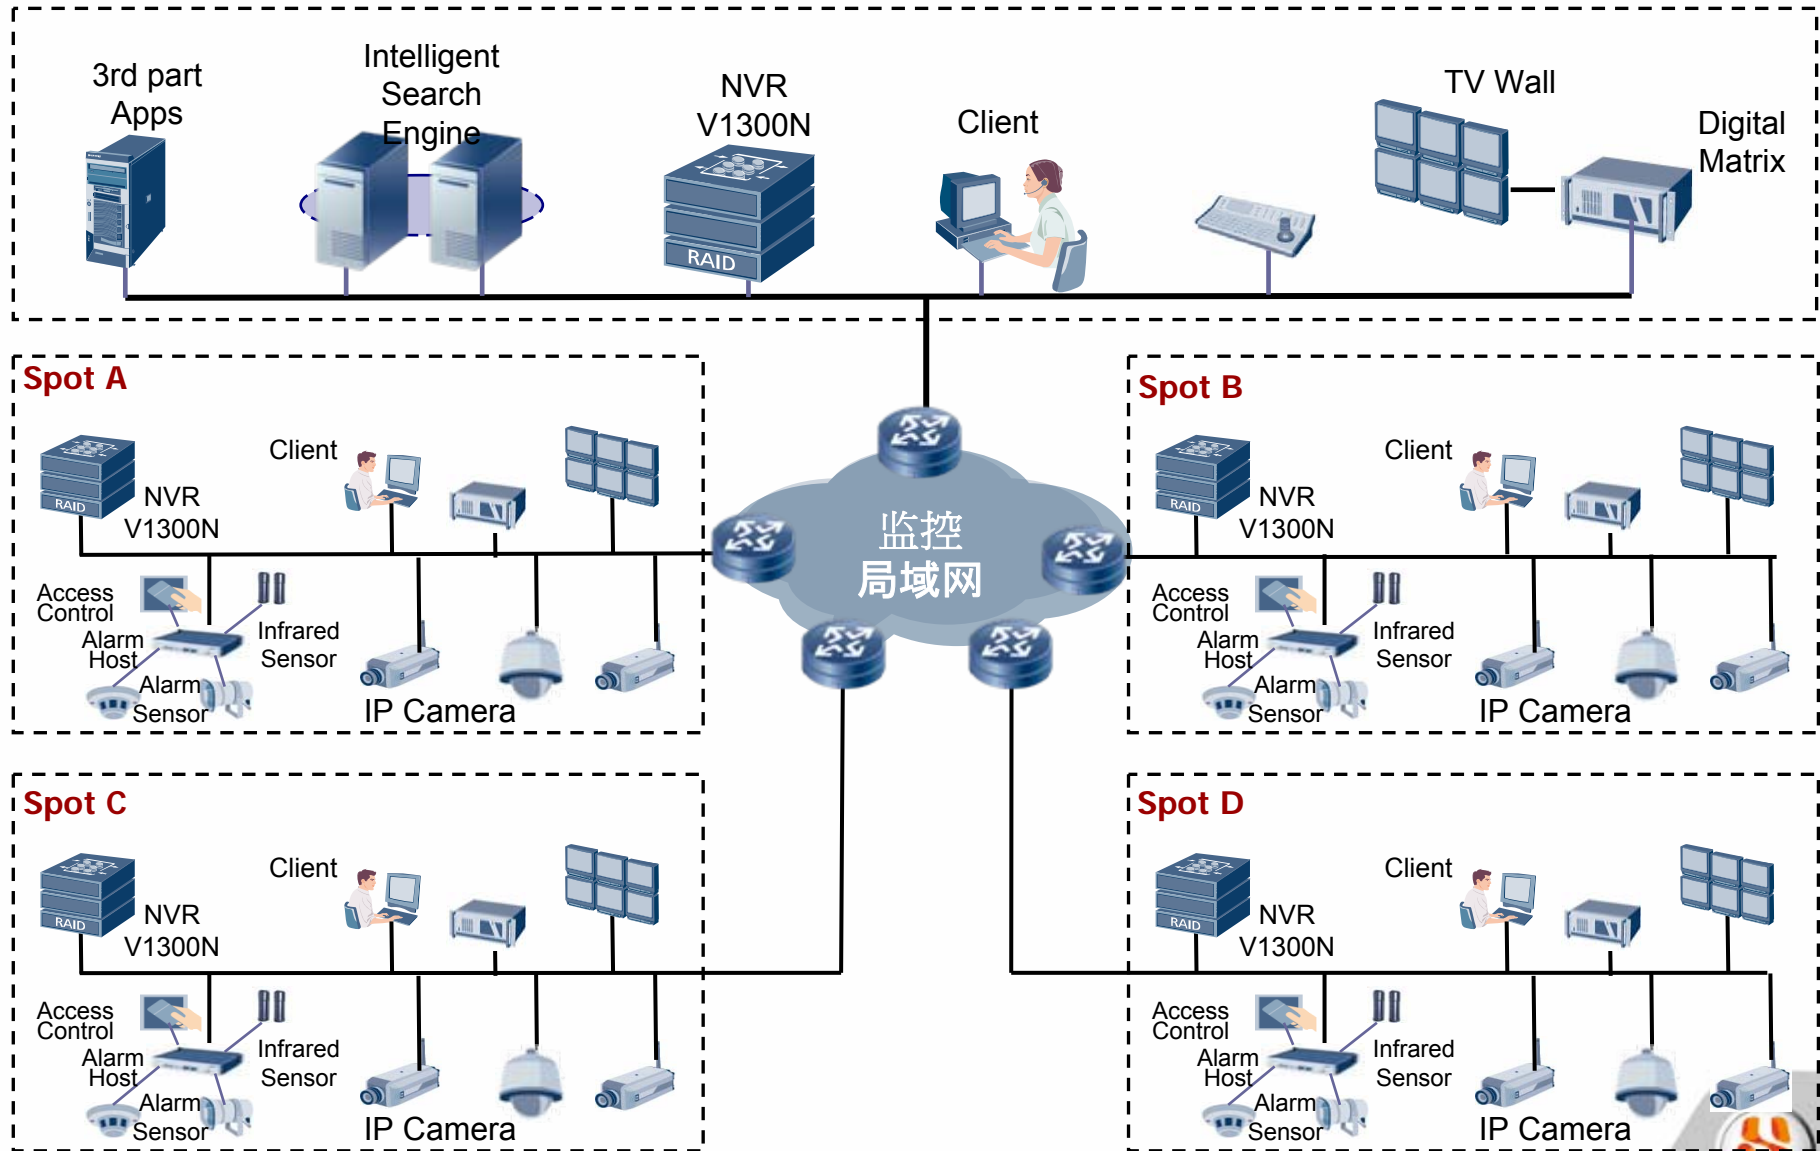 3rd part
Apps
Intelligent
Search
Engine
NVR
V1300N
RAID
Client
TV Wall
Digital
Matrix
监控
局域网
Spot A
RAID
NVR
V1300N
Client
Access
Control
Alarm
Host
Infrared
Sensor
Alarm
Sensor
IP Camera
Spot B
RAID
NVR
V1300N
Client
Access
Control
Alarm
Host
Infrared
Sensor
Alarm
Sensor
IP Camera
Spot C
RAID
NVR
V1300N
Client
Access
Control
Alarm
Host
Infrared
Sensor
Alarm
Sensor
IP Camera
Spot D
RAID
NVR
V1300N
Client
Access
Control
Alarm
Host
Infrared
Sensor
Alarm
Sensor
IP Camera